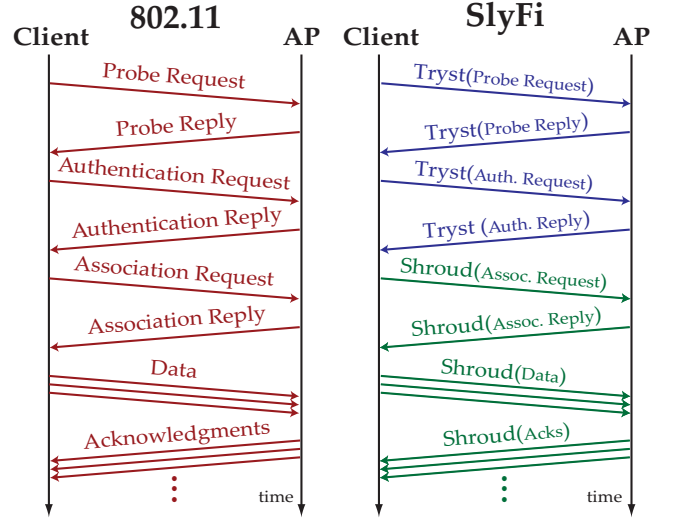 802.11
Client
AP
Probe Request
Probe Reply
Authentication Request
Authentication Reply
Association Request
Association Reply
Data
Acknowledgments
time
SlyFi
Client
AP
Tryst(Probe Request)
Tryst(Probe Reply)
Tryst(Auth. Request)
Tryst (Auth. Reply)
Shroud(Assoc. Request)
Shroud(Assoc. Reply)
Shroud(Data)
Shroud(Acks)
time